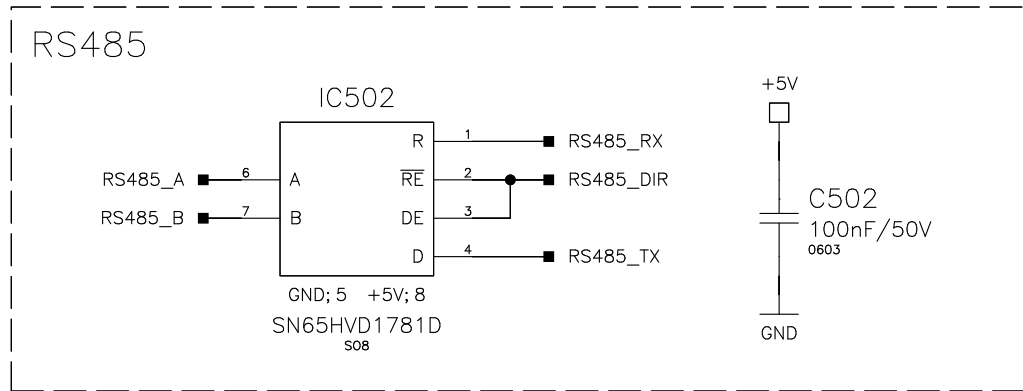 RS485
IC502
+5V
R 1 RS485_RX
RS485_A 6 A RE 2 RS485_DIR
RS485_B 7 B DE 3
D 4 RS485_TX
C502
100nF/50V
0603
GND; 5 +5V; 8
SN65HVD1781D
SO8
GND